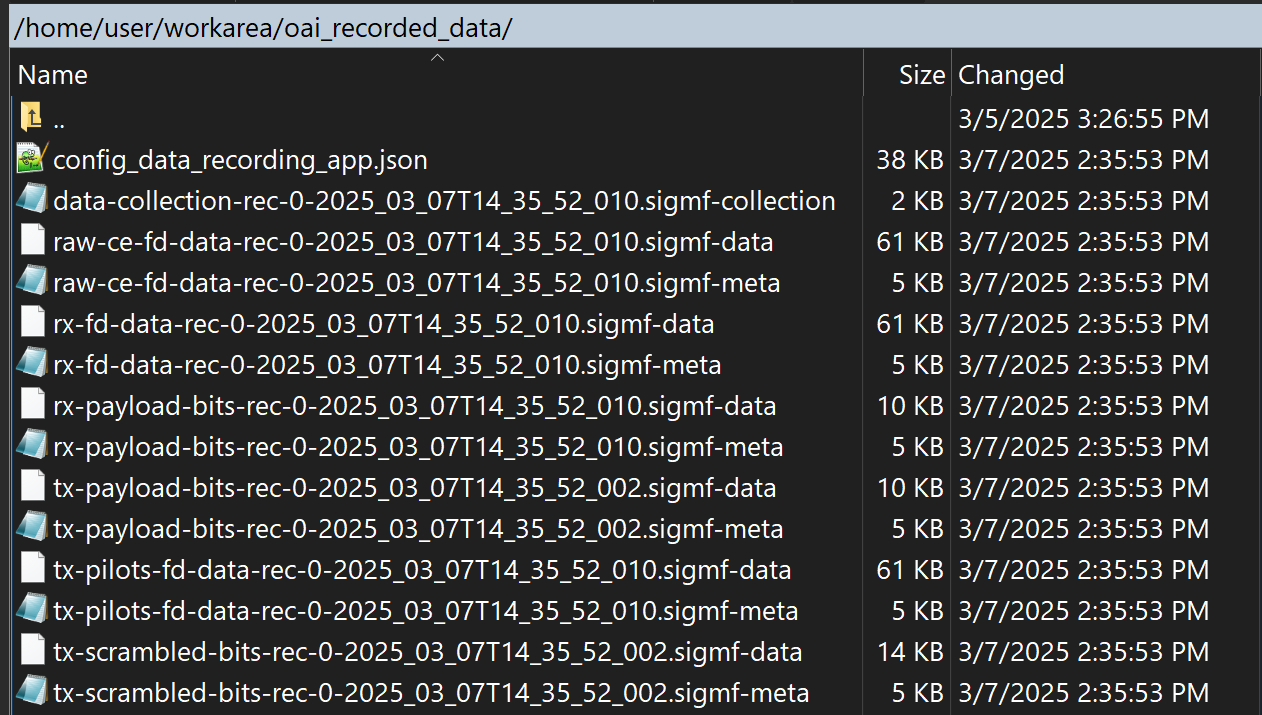 /home/user/workarea/oai_recorded_data/
Name Size Changed
.. 3/5/2025 3:26:55 PM
config_data_recording_app.json 38 KB 3/7/2025 2:35:53 PM
data-collection-rec-0-2025_03_07T14_35_52_010.sigmf-collection 2 KB 3/7/2025 2:35:53 PM
raw-ce-fd-data-rec-0-2025_03_07T14_35_52_010.sigmf-data 61 KB 3/7/2025 2:35:53 PM
raw-ce-fd-data-rec-0-2025_03_07T14_35_52_010.sigmf-meta 5 KB 3/7/2025 2:35:53 PM
rx-fd-data-rec-0-2025_03_07T14_35_52_010.sigmf-data 61 KB 3/7/2025 2:35:53 PM
rx-fd-data-rec-0-2025_03_07T14_35_52_010.sigmf-meta 5 KB 3/7/2025 2:35:53 PM
rx-payload-bits-rec-0-2025_03_07T14_35_52_010.sigmf-data 10 KB 3/7/2025 2:35:53 PM
rx-payload-bits-rec-0-2025_03_07T14_35_52_010.sigmf-meta 5 KB 3/7/2025 2:35:53 PM
tx-payload-bits-rec-0-2025_03_07T14_35_52_002.sigmf-data 10 KB 3/7/2025 2:35:53 PM
tx-payload-bits-rec-0-2025_03_07T14_35_52_002.sigmf-meta 5 KB 3/7/2025 2:35:53 PM
tx-pilots-fd-data-rec-0-2025_03_07T14_35_52_010.sigmf-data 61 KB 3/7/2025 2:35:53 PM
tx-pilots-fd-data-rec-0-2025_03_07T14_35_52_010.sigmf-meta 5 KB 3/7/2025 2:35:53 PM
tx-scrambled-bits-rec-0-2025_03_07T14_35_52_002.sigmf-data 14 KB 3/7/2025 2:35:53 PM
tx-scrambled-bits-rec-0-2025_03_07T14_35_52_002.sigmf-meta 5 KB 3/7/2025 2:35:53 PM